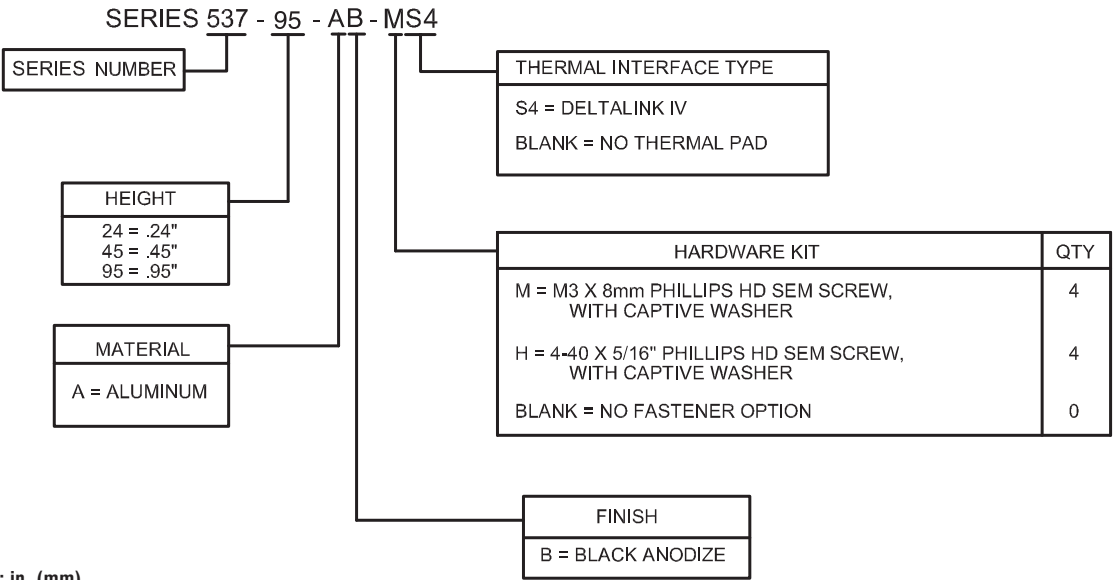 SERIES 537 - 95 - AB - MS4
SERIES NUMBER
THERMAL INTERFACE TYPE
S4 = DELTALINK IV
BLANK = NO THERMAL PAD
HEIGHT
24 = .24"
45 = .45"
95 = .95"
HARDWARE KIT QTY
M = M3 X 8mm PHILLIPS HD SEM SCREW, 4
WITH CAPTIVE WASHER
H = 4-40 X 5/16" PHILLIPS HD SEM SCREW, 4
WITH CAPTIVE WASHER
BLANK = NO FASTENER OPTION 0
MATERIAL
A = ALUMINUM
FINISH
B = BLACK ANODIZE
: in. (mm)